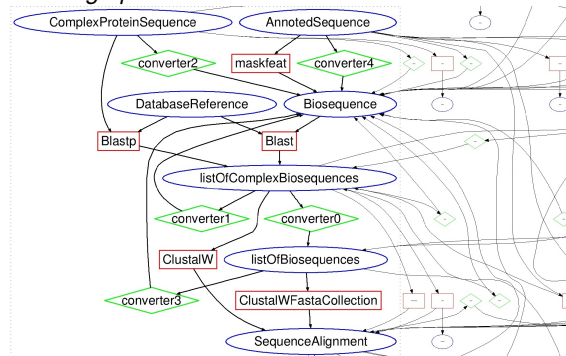 ComplexProteinSequence
AnnotedSequence
converter2
maskfeat
converter4
DatabaseReference
Biosequence
Blastp
Blast
listOfComplexBiosequences
converter1
converter0
ClustalW
listOfBiosequences
converter3
ClustalWFastaCollection
SequenceAlignment